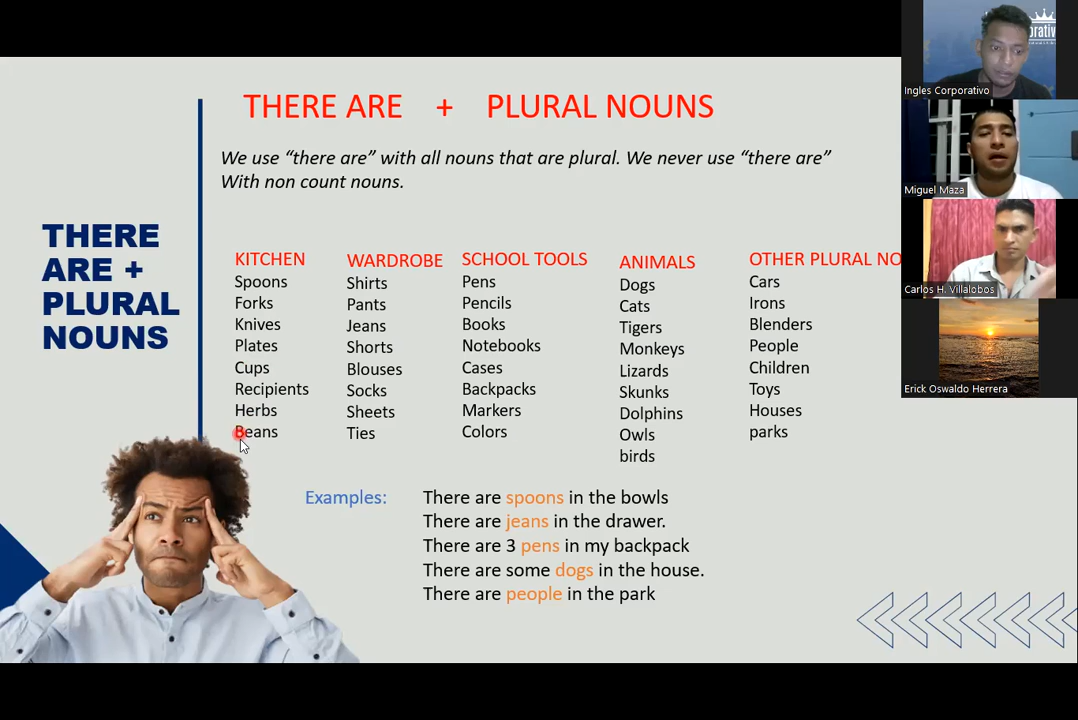 THERE ARE + PLURAL NOUNS
We use “there are” with all nouns that are plural. We never use “there are”
With non count nouns.
THERE
ARE +
PLURAL
NOUNS
KITCHEN
Spoons
Forks
Knives
Plates
Cups
Recipients
Herbs
Beans
WARDROBE
Shirts
Pants
Jeans
Shorts
Blouses
Socks
Sheets
Ties
SCHOOL TOOLS
Pens
Pencils
Books
Notebooks
Cases
Backpacks
Markers
Colors
ANIMALS
Dogs
Cats
Tigers
Monkeys
Lizards
Skunks
Dolphins
Owls
birds
OTHER PLURAL NO
Cars
Irons
Blenders
People
Children
Toys
Houses
parks
Examples:
There are spoons in the bowls
There are jeans in the drawer.
There are 3 pens in my backpack
There are some dogs in the house.
There are people in the park
Ingles Corporativo
Miguel Maza
Carlos H. Villalobos
Erick Oswaldo Herrera